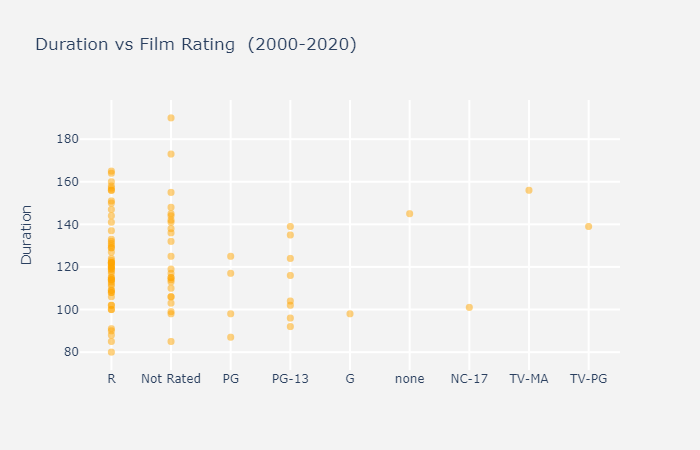 Duration vs Film Rating  (2000-2020)
180
160
140
120
100
80
Duration
R Not Rated PG PG-13 G none NC-17 TV-MA TV-PG